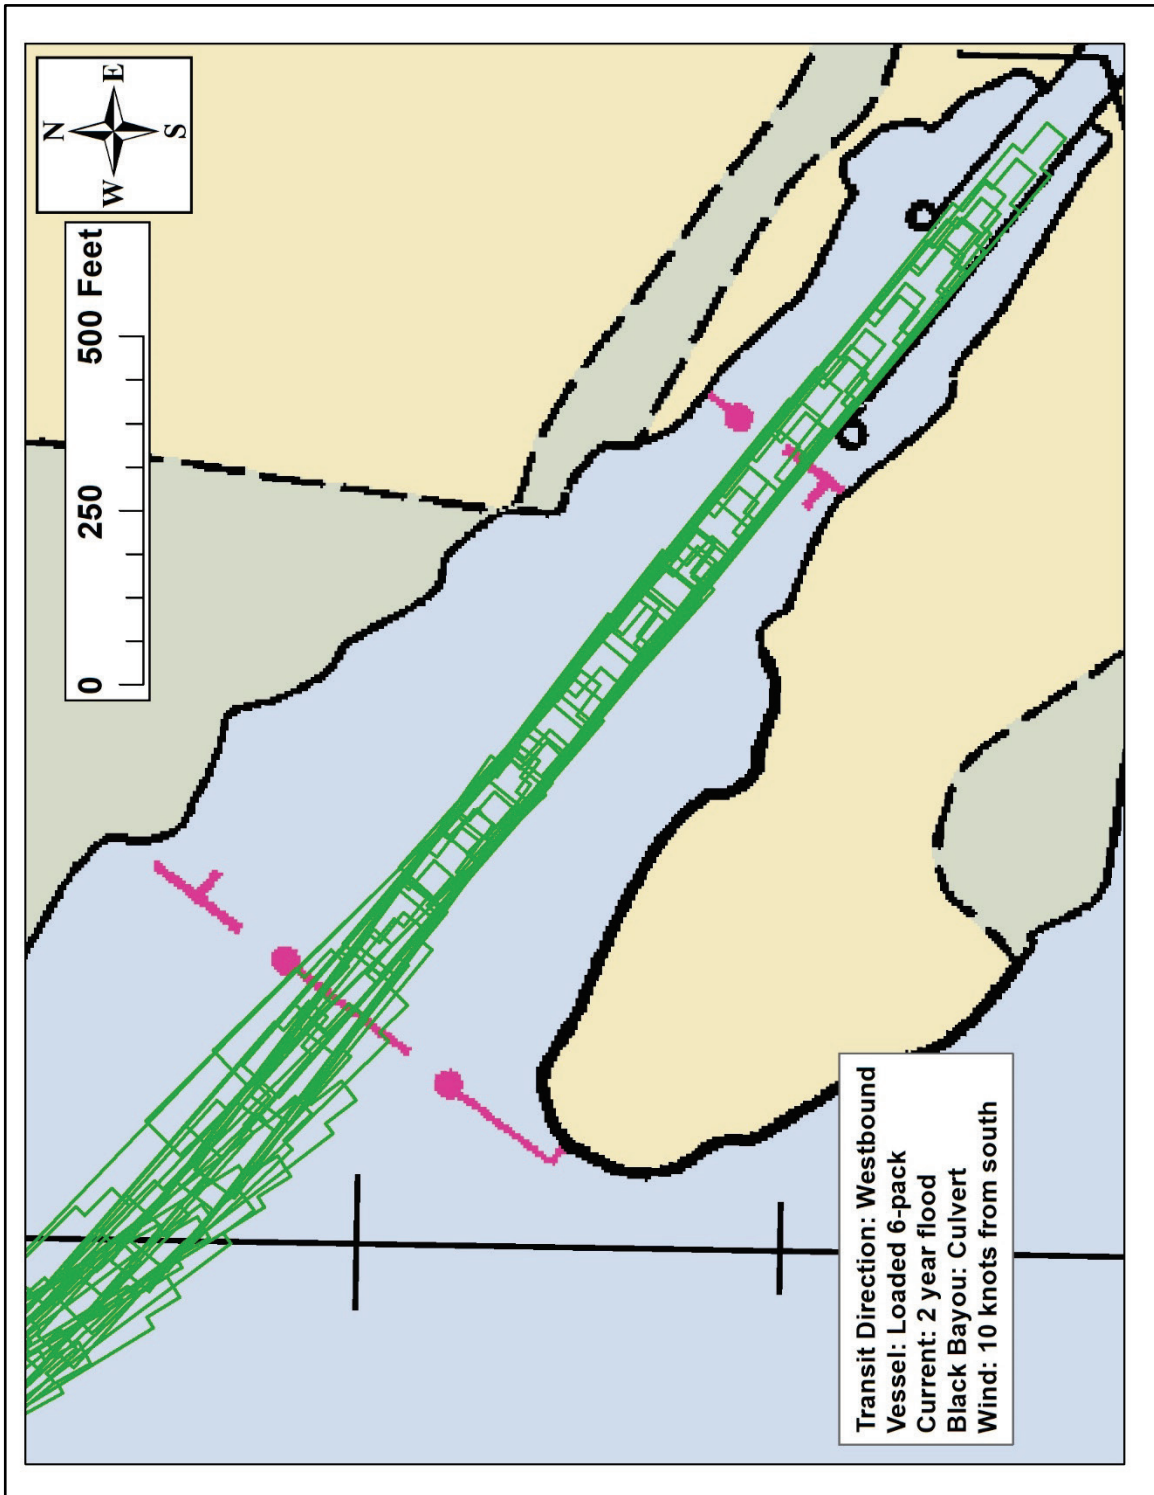 N
W E
S
0 250 500 Feet
Transit Direction: Westbound
Vessel: Loaded 6-pack
Current: 2 year flood
Black Bayou: Culvert
Wind: 10 knots from south